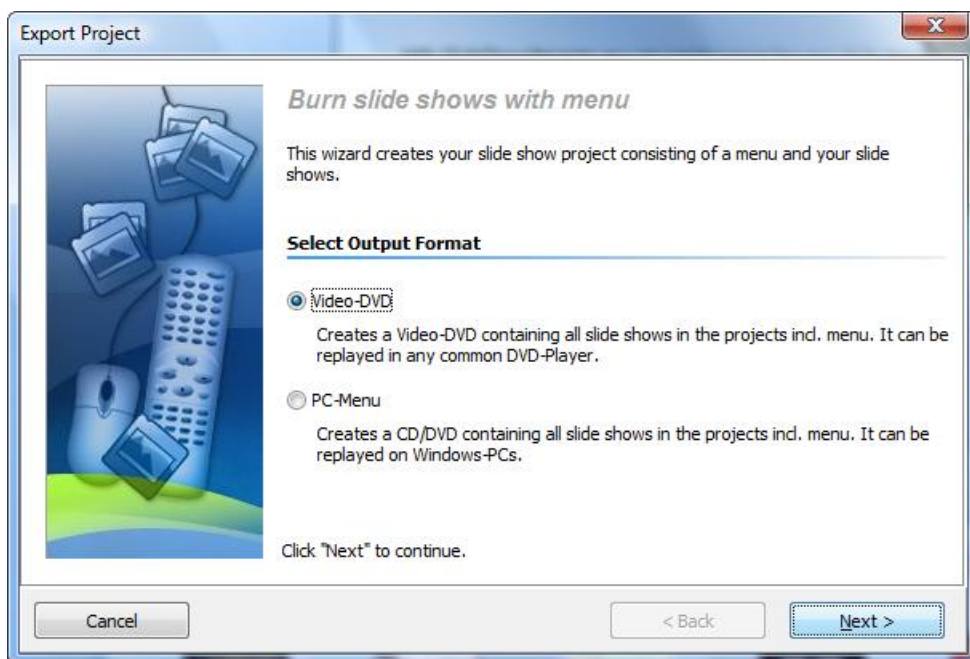 Export Project
Burn slide shows with menu
This wizard creates your slide show project consisting of a menu and your slide
shows.
Select Output Format
Video-DVD
Creates a Video-DVD containing all slide shows in the projects incl. menu. It can be
replayed in any common DVD-Player.
PC-Menu
Creates a CD/DVD containing all slide shows in the projects incl. menu. It can be
replayed on Windows-PCs.
Click "Next" to continue.
Cancel
< Back
Next >